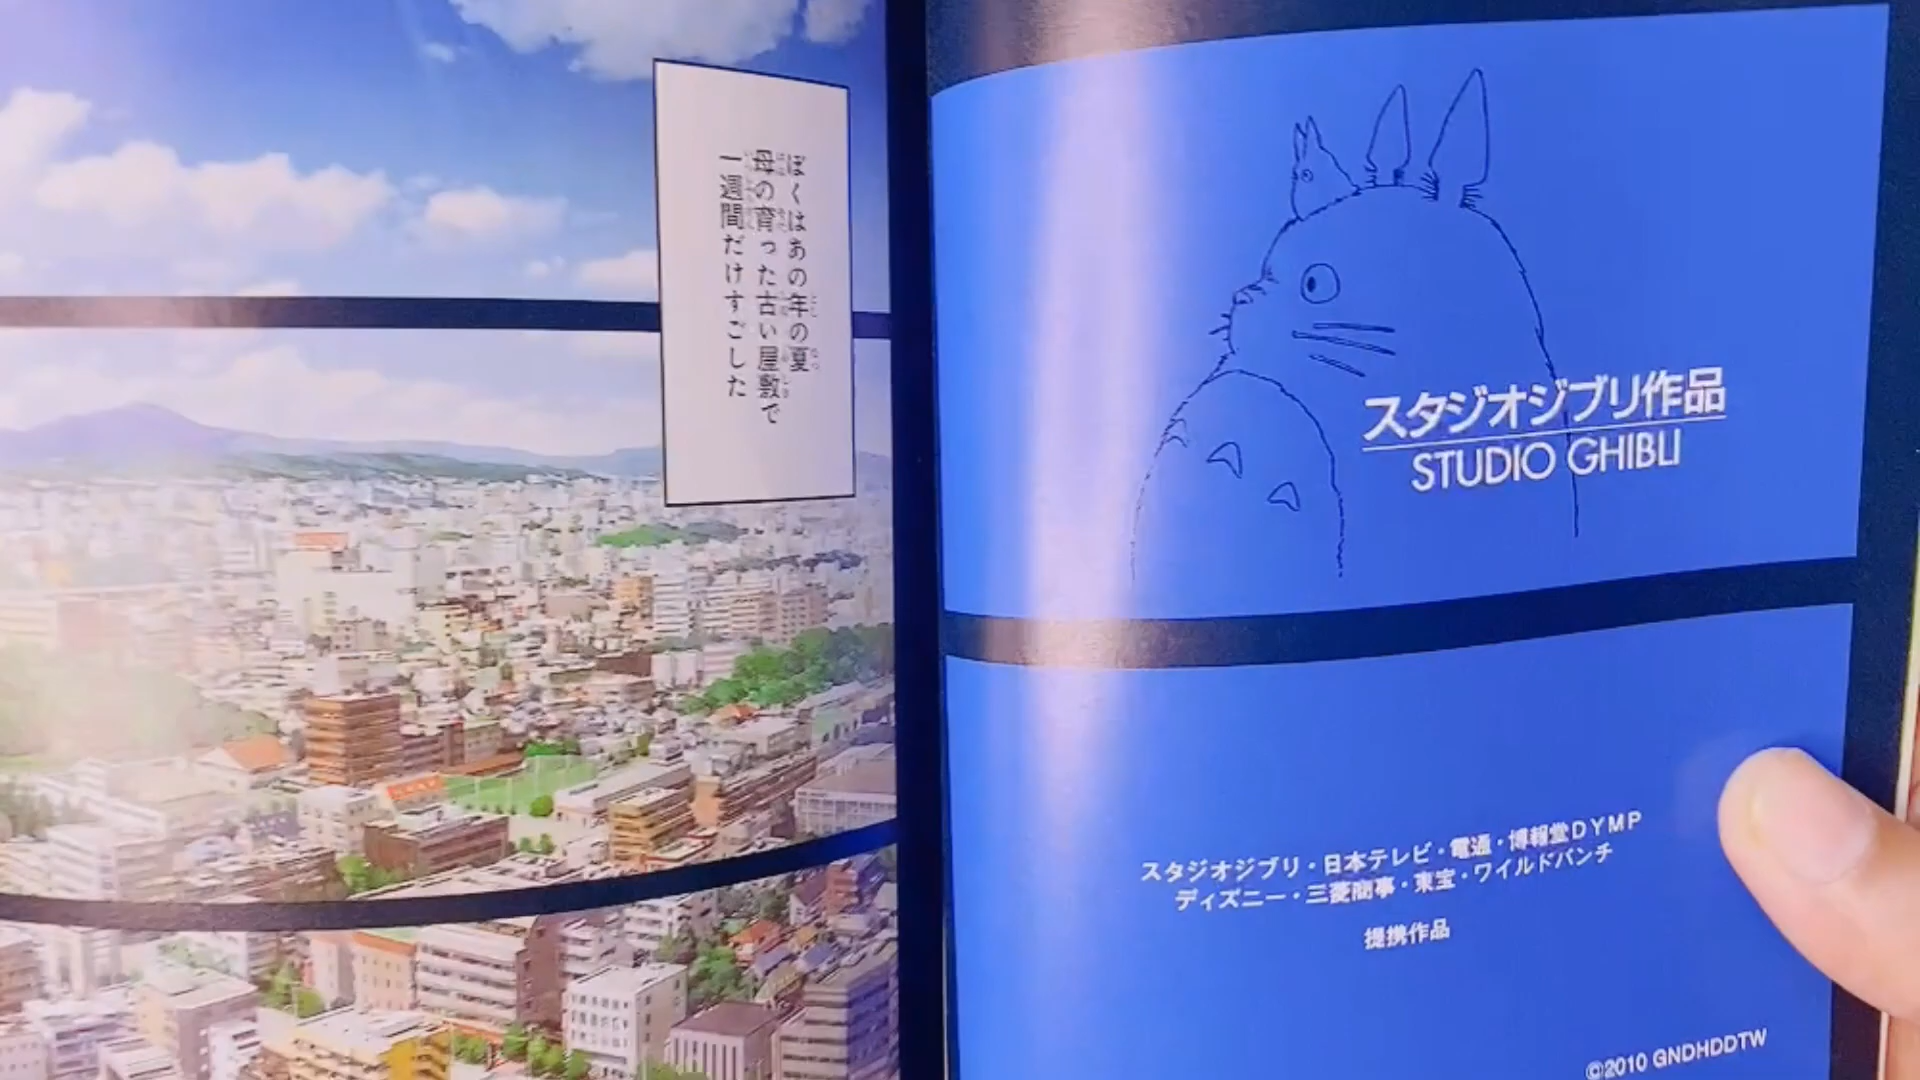 スタジオジブリ作品
STUDIO GHIBLI
スタジオジブリ・日本テレビ・電通・博報堂DYMP
ディズニー・三菱商事・東宝・ワイルドバンチ
提携作品
©2010 GNDHDDTW
ぼくはあの年の夏
母の育った古い屋敷で
一週間だけすごした